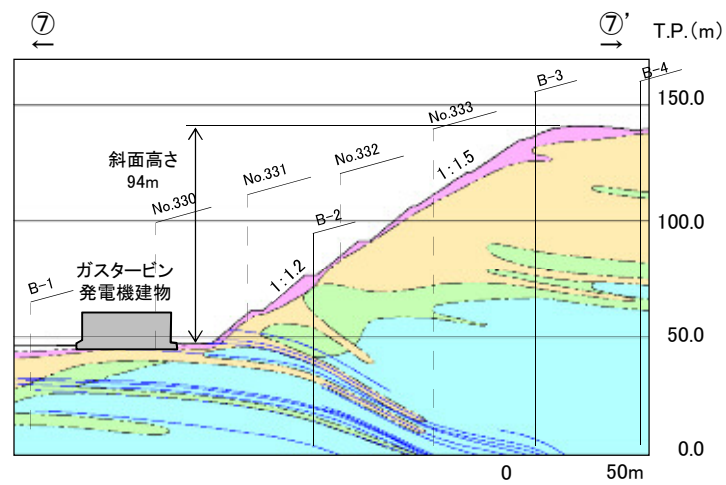 ⑦
←
⑦’
→
T.P.(m)
B-3
B-4
150.0
No.333
斜面高さ
94m
No.332
No.331
1:1.5
No.330
B-2
100.0
ガスタービン
発電機建物
B-1
1:1.2
50.0
0.0
0
50m